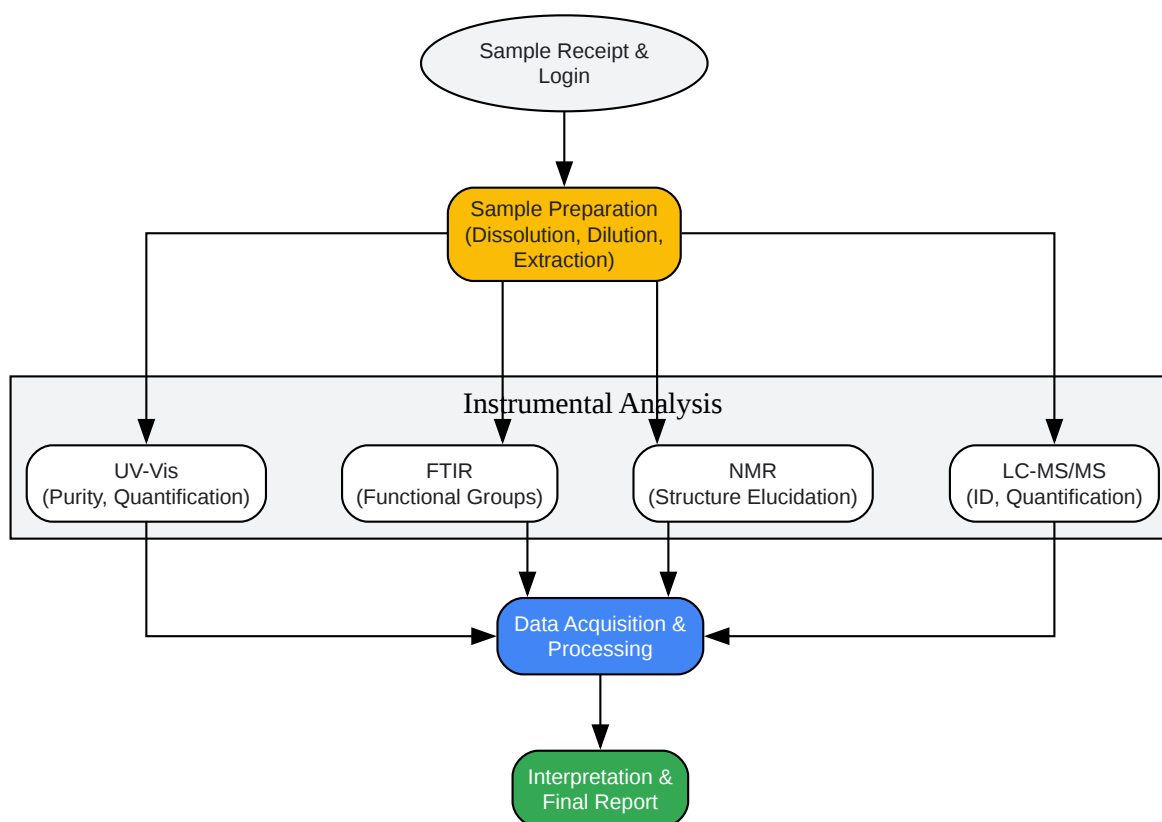 Sample Receipt &
Login
Sample Preparation
(Dissolution, Dilution,
Extraction)
Instrumental Analysis
UV-Vis
(Purity, Quantification)
FTIR
(Functional Groups)
NMR
(Structure Elucidation)
LC-MS/MS
(ID, Quantification)
Data Acquisition &
Processing
Interpretation &
Final Report